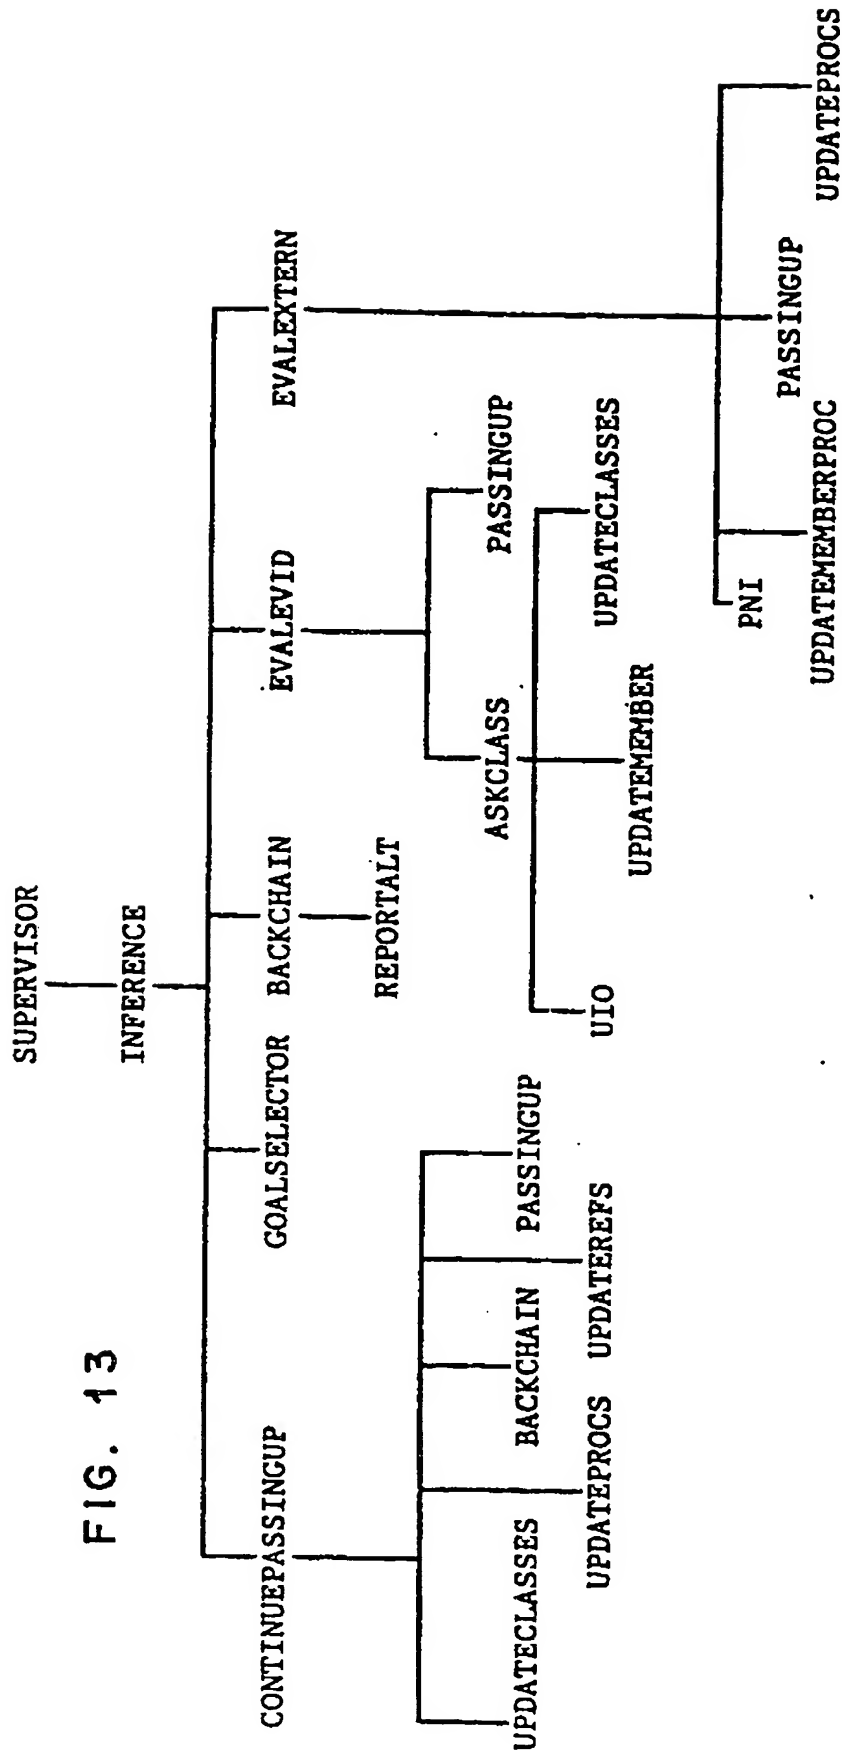 SUPERVISOR
INFERENCE
CONTINUEPASSINGUP
GOALSELECTOR
BACKCHAIN
EVALEVID
EVALEXTERN
REPORTALT
UPDATECLASSES
UPDATEPROCS
BACKCHAIN
UPDATEREFS
PASSINGUP
ASKCLASS
PASSINGUP
UIO
UPDATEMEMBER
UPDATECLASSES
PNI
UPDATEMEMBERPROC
PASSINGUP
UPDATEPROCS
FIG. 13